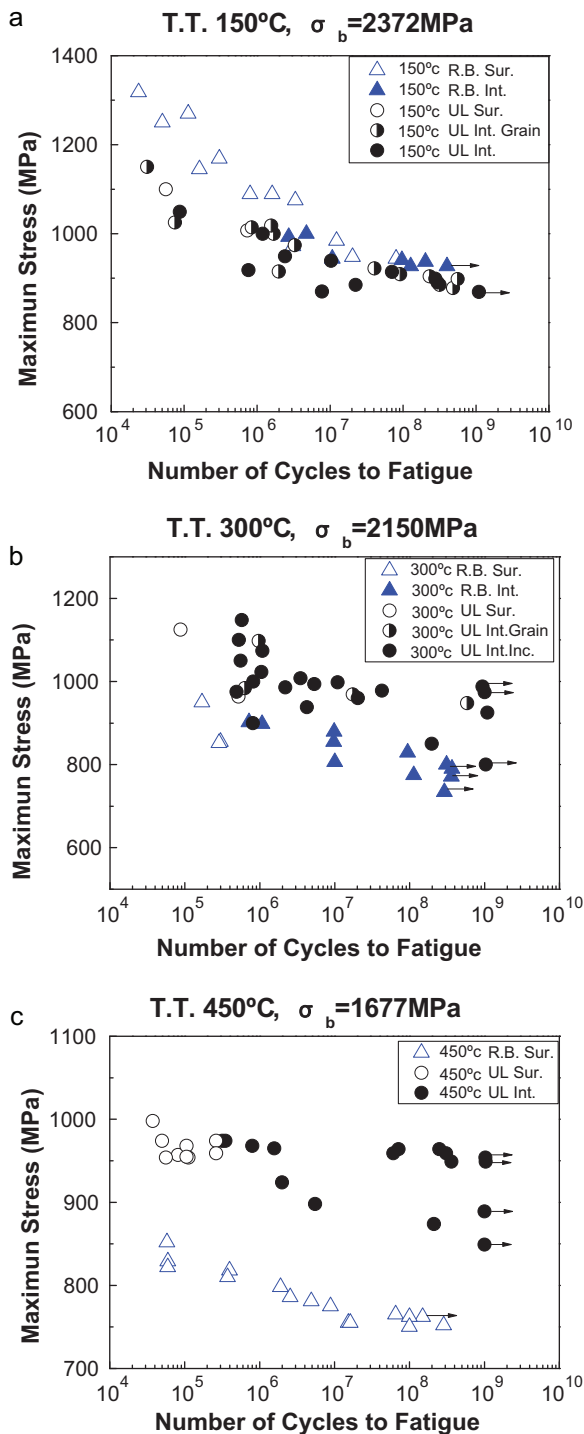 a
T.T. 150ºC, σ b=2372MPa
Maximun Stress (MPa)
1400
1200
1000
800
600
150ºc R.B. Sur.
150ºc R.B. Int.
150ºc UL Sur.
150ºc UL Int. Grain
150ºc UL Int.
10^4 10^5 10^6 10^7 10^8 10^9 10^10
Number of Cycles to Fatigue
b
T.T. 300ºC, σ b=2150MPa
Maximun Stress (MPa)
1200
1000
800
600
300ºc R.B. Sur.
300ºc R.B. Int.
300ºc UL Sur.
300ºc UL Int.Grain
300ºc UL Int.Inc.
10^4 10^5 10^6 10^7 10^8 10^9 10^10
Number of Cycles to Fatigue
c
T.T. 450ºC, σ b=1677MPa
Maximun Stress (MPa)
1100
1000
900
800
700
450ºc R.B. Sur.
450ºc UL Sur.
450ºc UL Int.
10^4 10^5 10^6 10^7 10^8 10^9 10^10
Number of Cycles to Fatigue